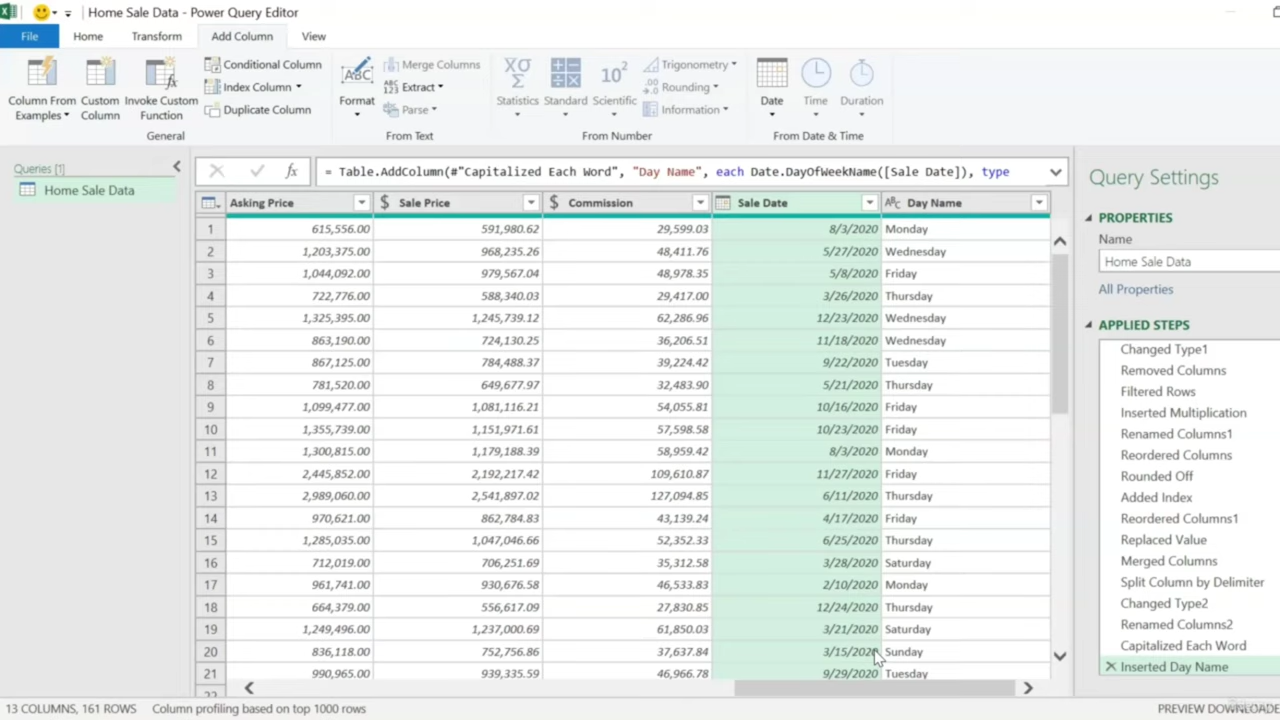 Home Sale Data - Power Query Editor
File Home Transform Add Column View
Column From Examples
Custom Column
Invoke Custom Function
Conditional Column
Index Column
Duplicate Column
General
Format
Merge Columns
Extract
Parse
From Text
Statistics
Standard
Scientific
Trigonometry
Rounding
Information
From Number
Date
Time
Duration
From Date & Time
Queries [1]
Home Sale Data
fx = Table.AddColumn(#"Capitalized Each Word", "Day Name", each Date.DayOfWeekName([Sale Date]), type
Asking Price $ Sale Price $ Commission Sale Date ABC Day Name
1 615,556.00 591,980.62 29,599.03 8/3/2020 Monday
2 1,203,375.00 968,235.26 48,411.76 5/27/2020 Wednesday
3 1,044,092.00 979,567.04 48,978.35 5/8/2020 Friday
4 722,776.00 588,340.03 29,417.00 3/26/2020 Thursday
5 1,325,395.00 1,245,739.12 62,286.96 12/23/2020 Wednesday
6 863,190.00 724,130.25 36,206.51 11/18/2020 Wednesday
7 867,125.00 784,488.37 39,224.42 9/22/2020 Tuesday
8 781,520.00 649,677.97 32,483.90 5/21/2020 Thursday
9 1,099,477.00 1,081,116.21 54,055.81 10/16/2020 Friday
10 1,355,739.00 1,151,971.61 57,598.58 10/23/2020 Friday
11 1,300,815.00 1,179,188.39 58,959.42 8/3/2020 Monday
12 2,445,852.00 2,192,217.42 109,610.87 11/27/2020 Friday
13 2,989,060.00 2,541,897.02 127,094.85 6/11/2020 Thursday
14 970,621.00 862,784.83 43,139.24 4/17/2020 Friday
15 1,285,035.00 1,047,046.66 52,352.33 6/25/2020 Thursday
16 712,019.00 706,251.69 35,312.58 3/28/2020 Saturday
17 961,741.00 930,676.58 46,533.83 2/10/2020 Monday
18 664,379.00 556,617.09 27,830.85 12/24/2020 Thursday
19 1,249,496.00 1,237,000.69 61,850.03 3/21/2020 Saturday
20 836,118.00 752,756.86 37,637.84 3/15/2020 Sunday
21 990,965.00 939,335.59 46,966.78 9/29/2020 Tuesday
22
Query Settings
PROPERTIES
Name
Home Sale Data
All Properties
APPLIED STEPS
Changed Type1
Removed Columns
Filtered Rows
Inserted Multiplication
Renamed Columns1
Reordered Columns
Rounded Off
Added Index
Reordered Columns1
Replaced Value
Merged Columns
Split Column by Delimiter
Changed Type2
Renamed Columns2
Capitalized Each Word
Inserted Day Name
13 COLUMNS, 161 ROWS Column profiling based on top 1000 rows
PREVIEW DOWNLOADE